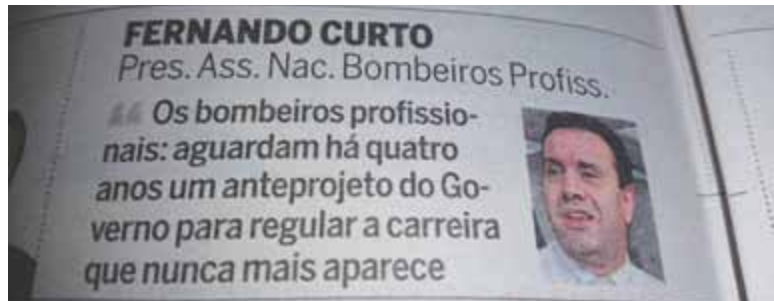 FERNANDO CURTO
Pres. Ass. Nac. Bombeiros Profiss.
“ Os bombeiros profissio-
nais: aguardam há quatro
anos um anteprojeto do Go-
verno para regular a carreira
que nunca mais aparece